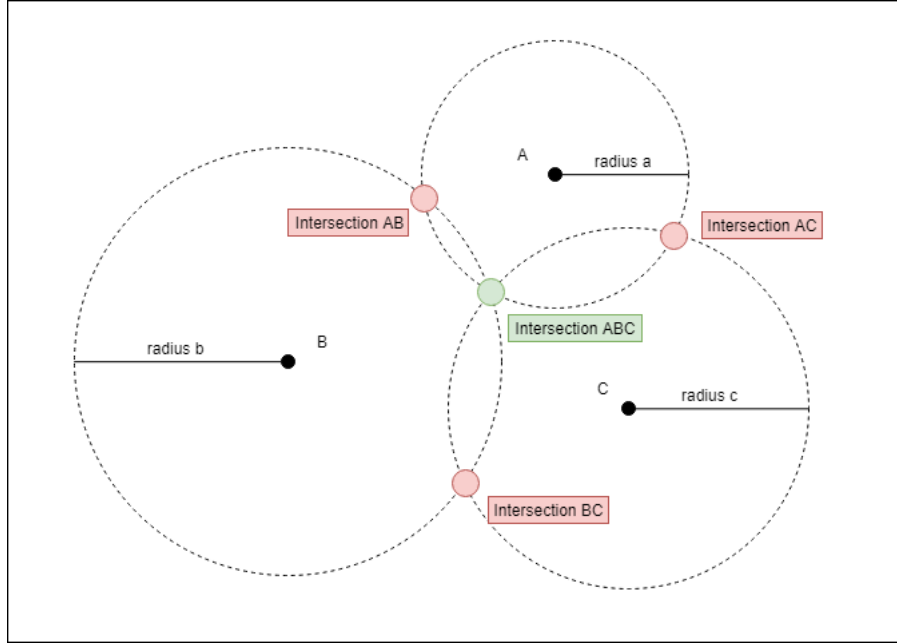 A
radius a
Intersection AB
Intersection AC
Intersection ABC
B
radius b
C
radius c
Intersection BC